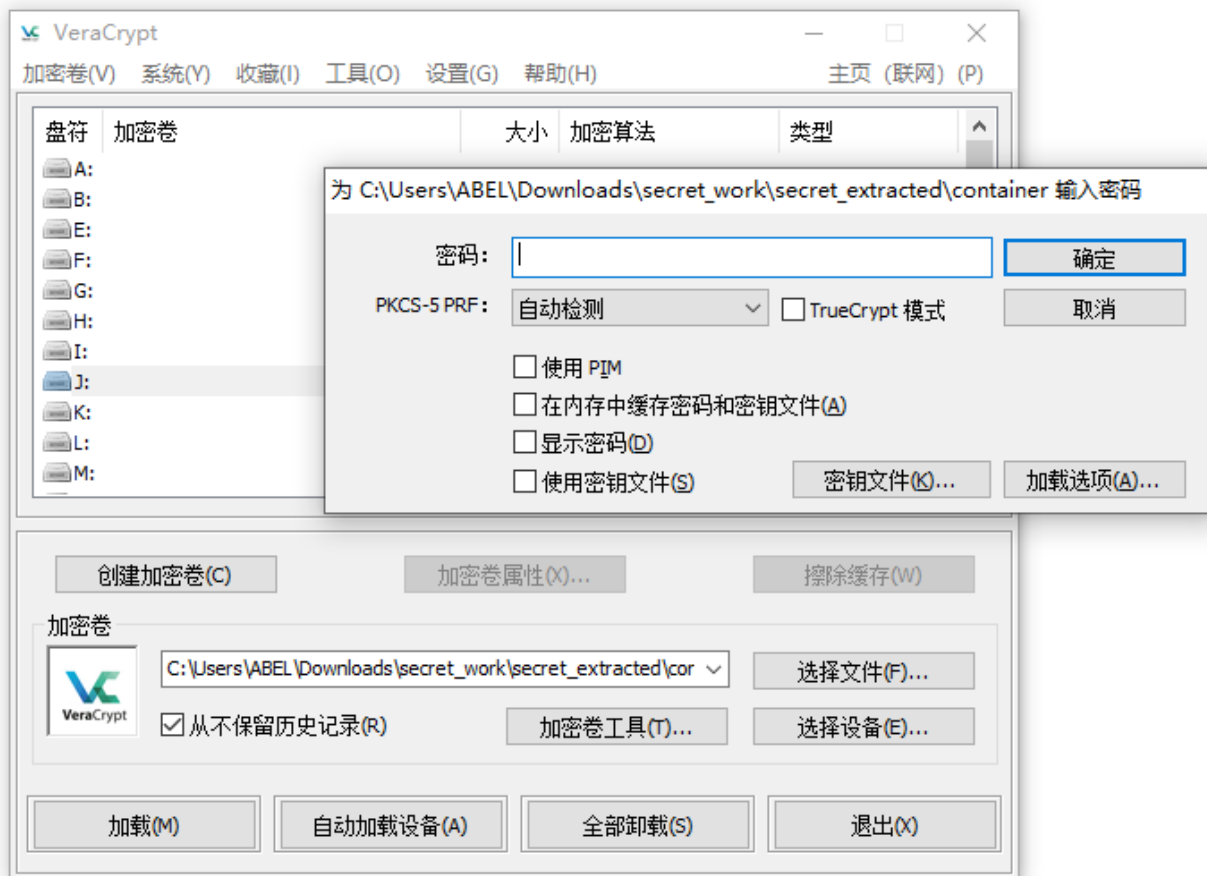 VeraCrypt
加密卷(V) 系统(Y) 收藏(I) 工具(O) 设置(G) 帮助(H) 主页 (联网) (P)
盘符 加密卷 大小 加密算法 类型
A:
B:
E:
F:
G:
H:
I:
J:
K:
L:
M:
为 C:\Users\ABEL\Downloads\secret_work\secret_extracted\container 输入密码
密码: 确定
PKCS-5 PRF: 自动检测 TrueCrypt 模式 取消
使用 PIM
在内存中缓存密码和密钥文件(A)
显示密码(D)
使用密钥文件(S) 密钥文件(K)... 加载选项(A)...
创建加密卷(C) 加密卷属性(X)... 擦除缓存(W)
加密卷
VeraCrypt
C:\Users\ABEL\Downloads\secret_work\secret_extracted\cor 选择文件(F)...
从不保留历史记录(R) 加密卷工具(T)... 选择设备(E)...
加载(M) 自动加载设备(A) 全部卸载(S) 退出(X)